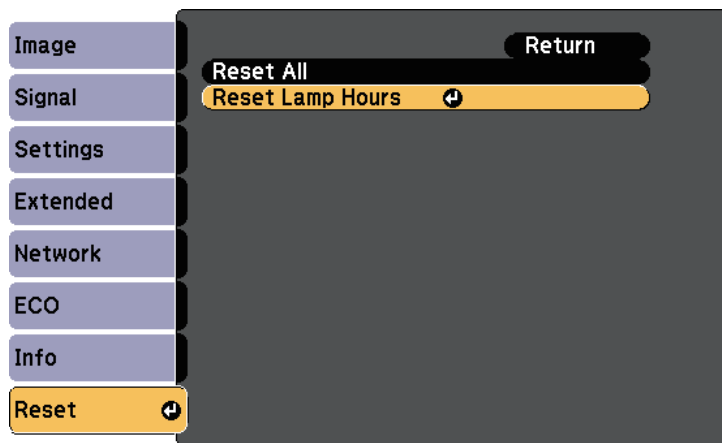 Image
Signal
Settings
Extended
Network
ECO
Info
Reset
Return
Reset All
Reset Lamp Hours